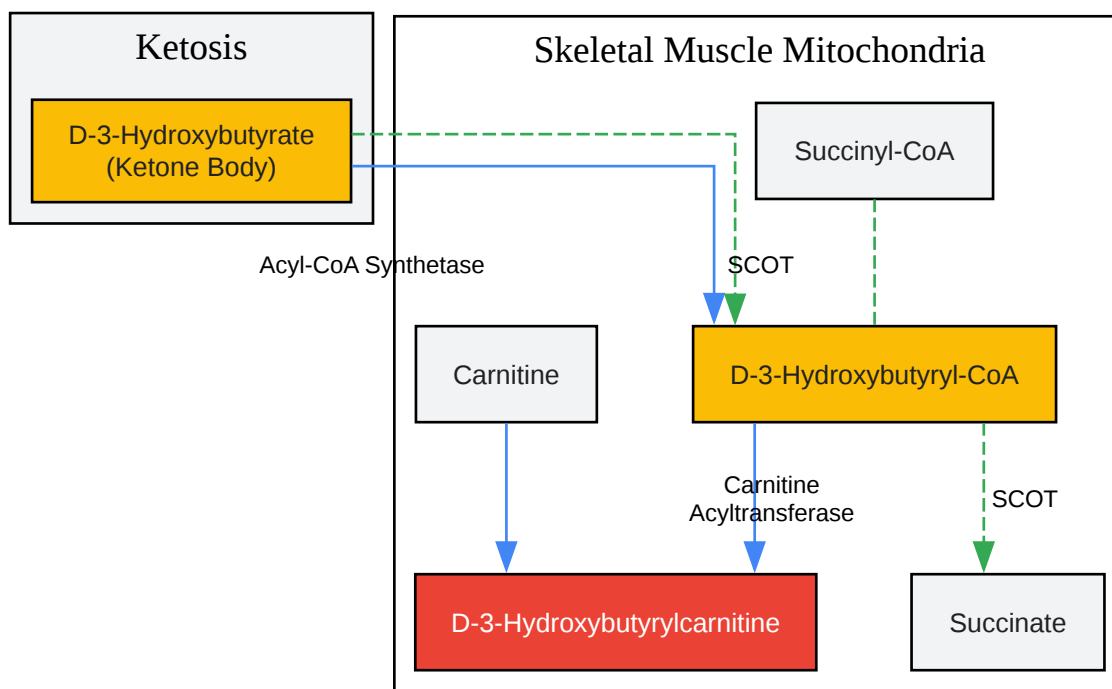 Ketosis
Skeletal Muscle Mitochondria
D-3-Hydroxybutyrate
(Ketone Body)
Succinyl-CoA
Acyl-CoA Synthetase
SCOT
Carnitine
D-3-Hydroxybutyryl-CoA
Carnitine
Acyltransferase
SCOT
D-3-Hydroxybutyrylcarnitine
Succinate